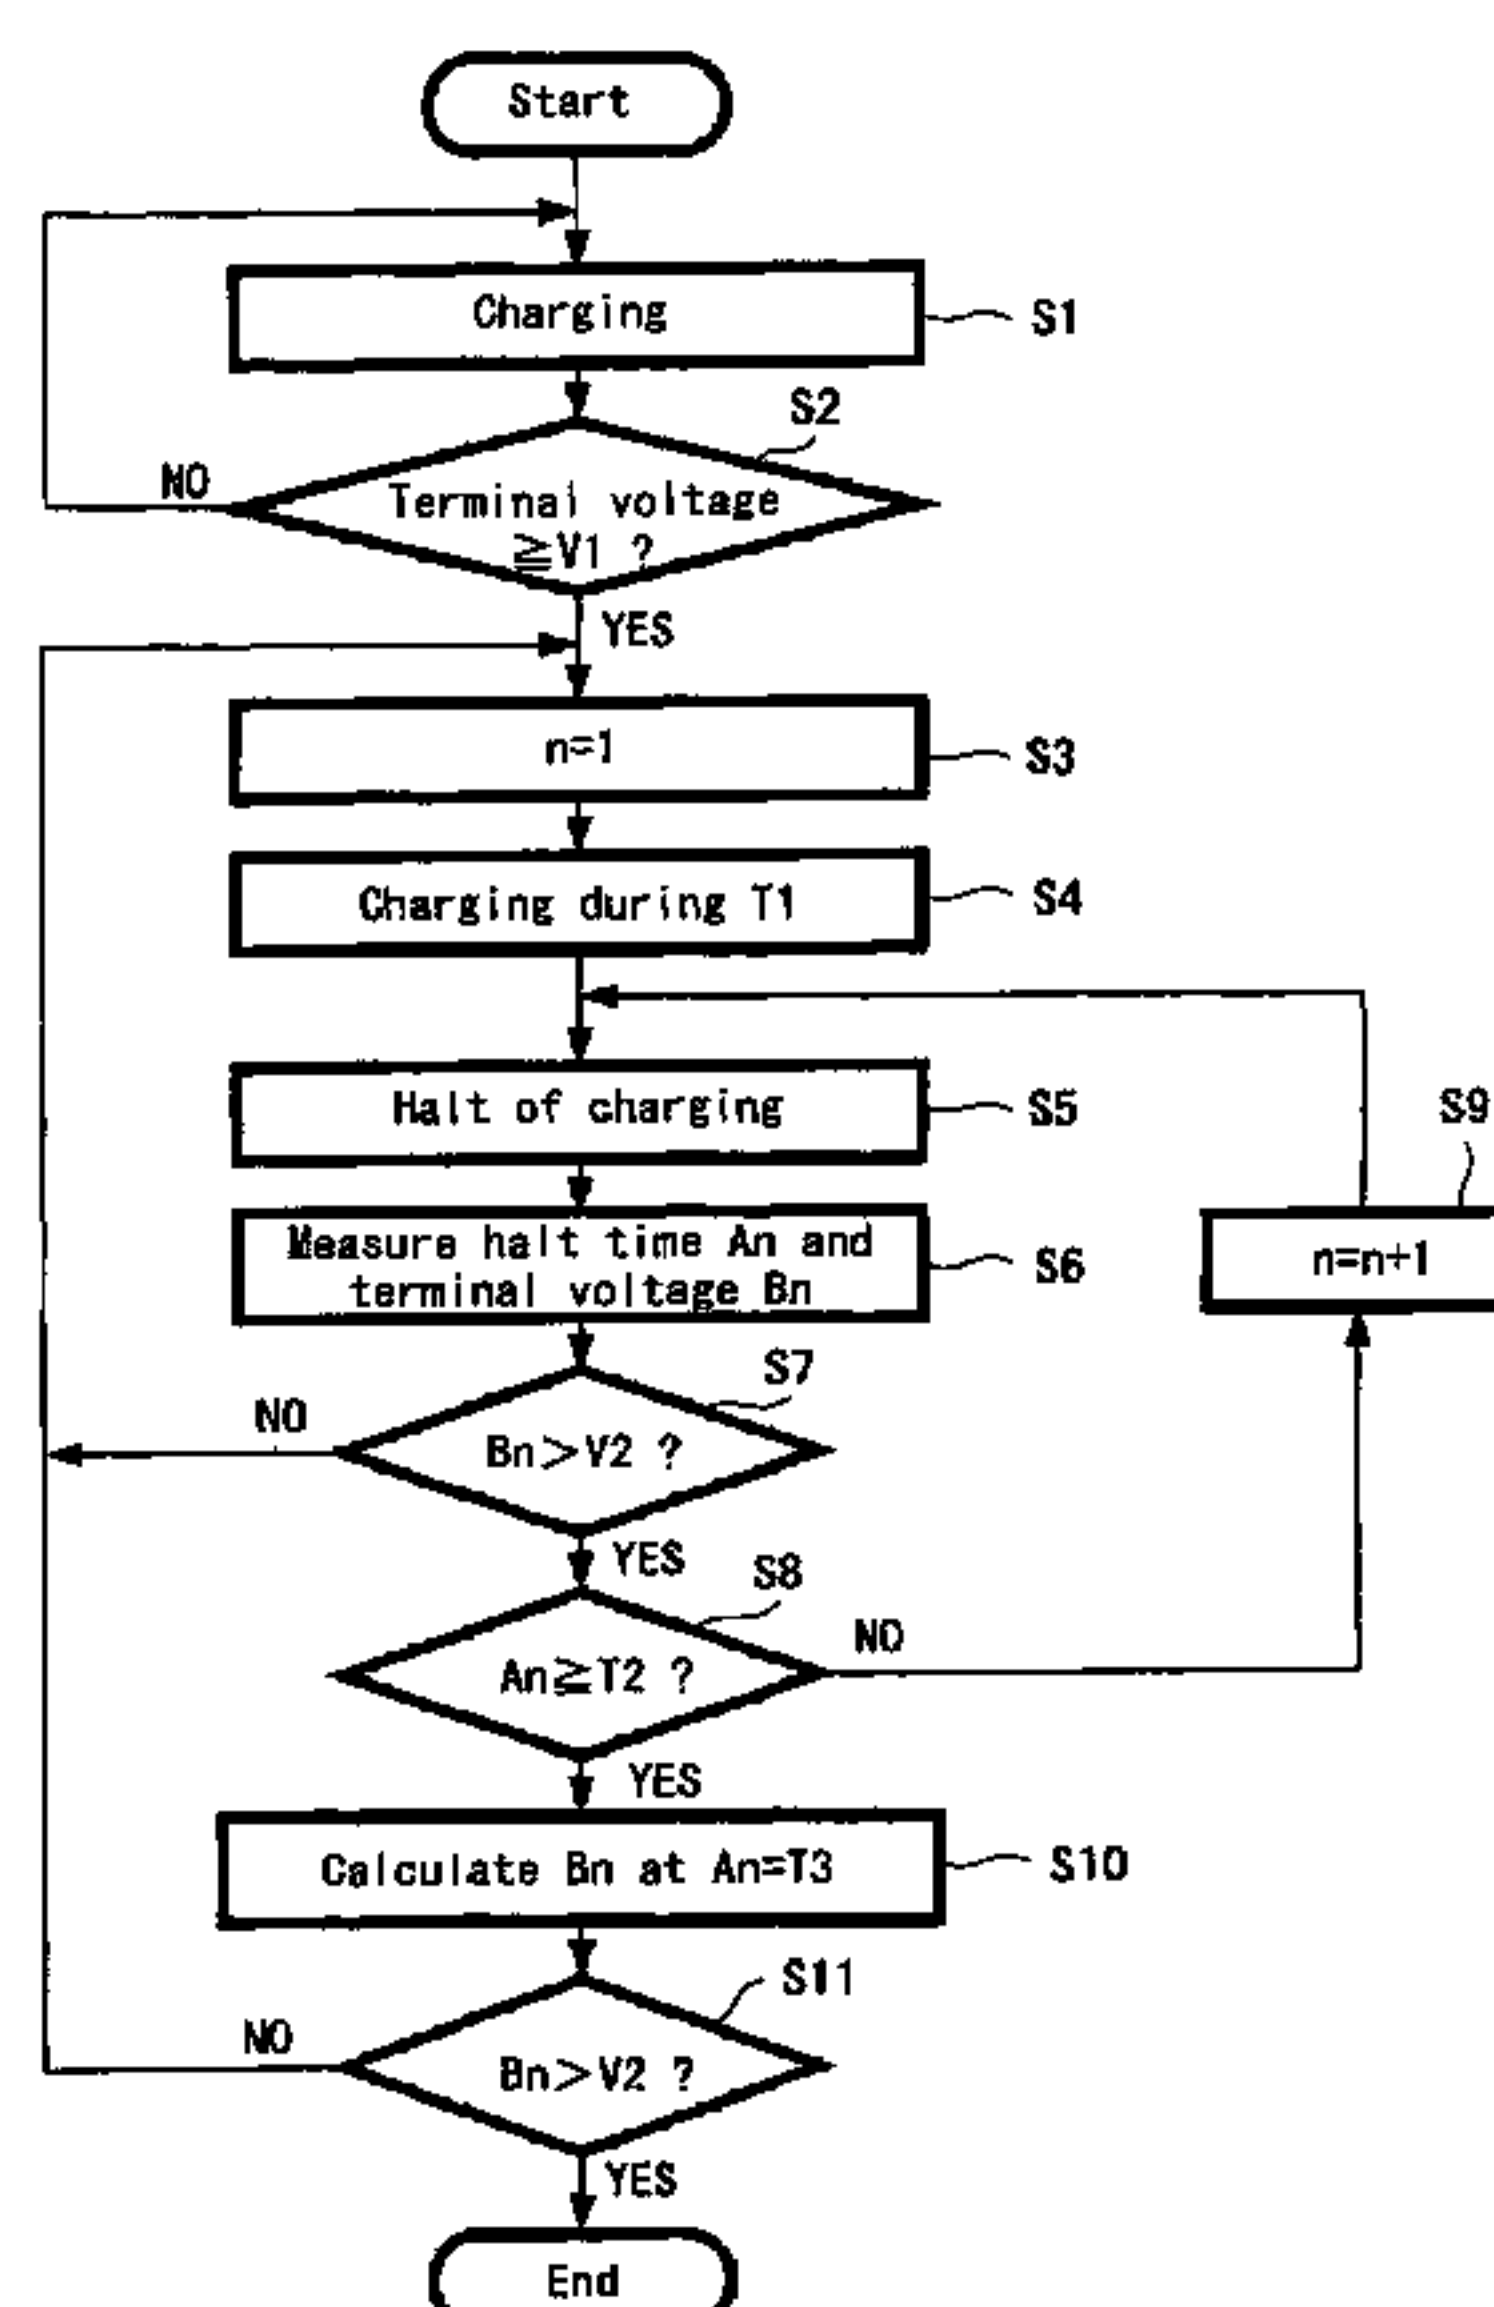 Start
Charging
S1
S2
NO
Terminal voltage
≧V1 ?
YES
n=1
S3
Charging during T1
S4
Halt of charging
S5
S9
Measure halt time An and
terminal voltage Bn
S6
n=n+1
S7
NO
Bn>V2 ?
YES
S8
NO
An≧T2 ?
YES
Calculate Bn at An=T3
S10
S11
NO
Bn>V2 ?
YES
End